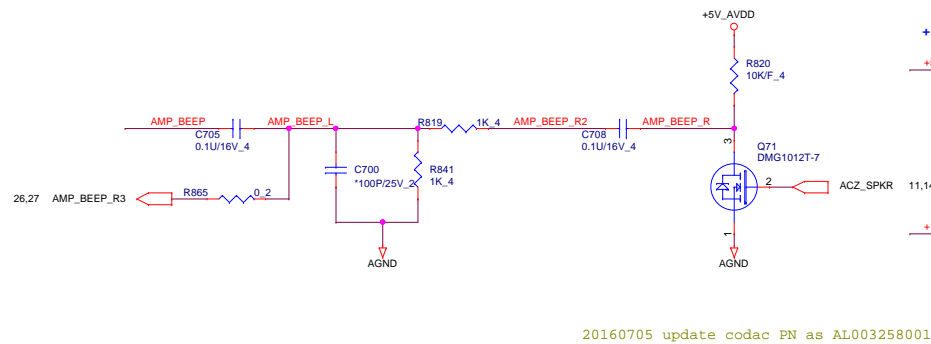 +5V_AVDD
+
R820
10K/F_4
+5
AMP_BEEP
AMP_BEEP_L
R819
1K_4
AMP_BEEP_R2
AMP_BEEP_R
C705
0.1U/16V_4
C708
0.1U/16V_4
3
Q71
DMG1012T-7
C700
*100P/25V_2
R841
1K_4
2
ACZ_SPKR
11,14
26,27
AMP_BEEP_R3
R865
0_2
1
+
AGND
AGND
20160705 update codac PN as AL003258001